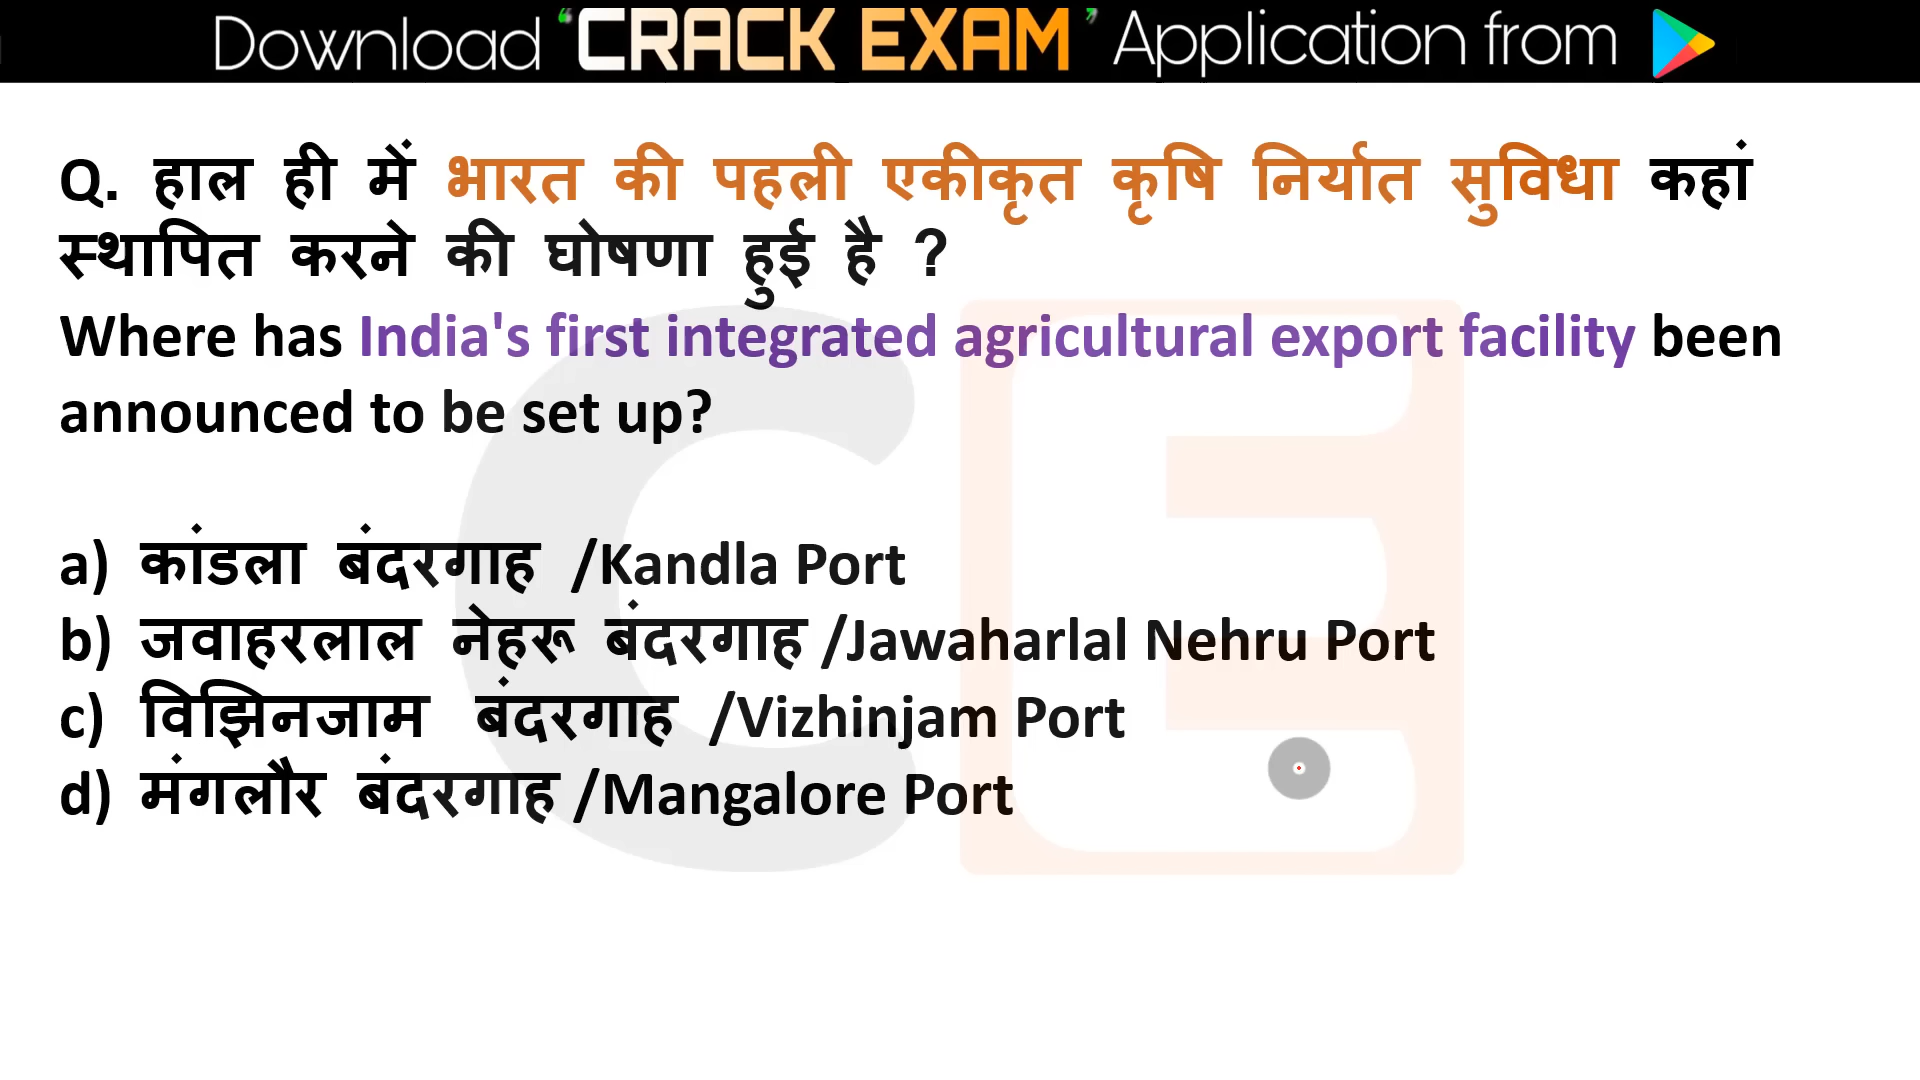 Download ‘CRACK EXAM’ Application from
Q. हाल ही में भारत की पहली एकीकृत कृषि निर्यात सुविधा कहां
स्थापित करने की घोषणा हुई है ?
Where has India's first integrated agricultural export facility been
announced to be set up?
a) कांडला बंदरगाह /Kandla Port
b) जवाहरलाल नेहरू बंदरगाह /Jawaharlal Nehru Port
c) विझिनजाम बंदरगाह /Vizhinjam Port
d) मंगलौर बंदरगाह /Mangalore Port
CE